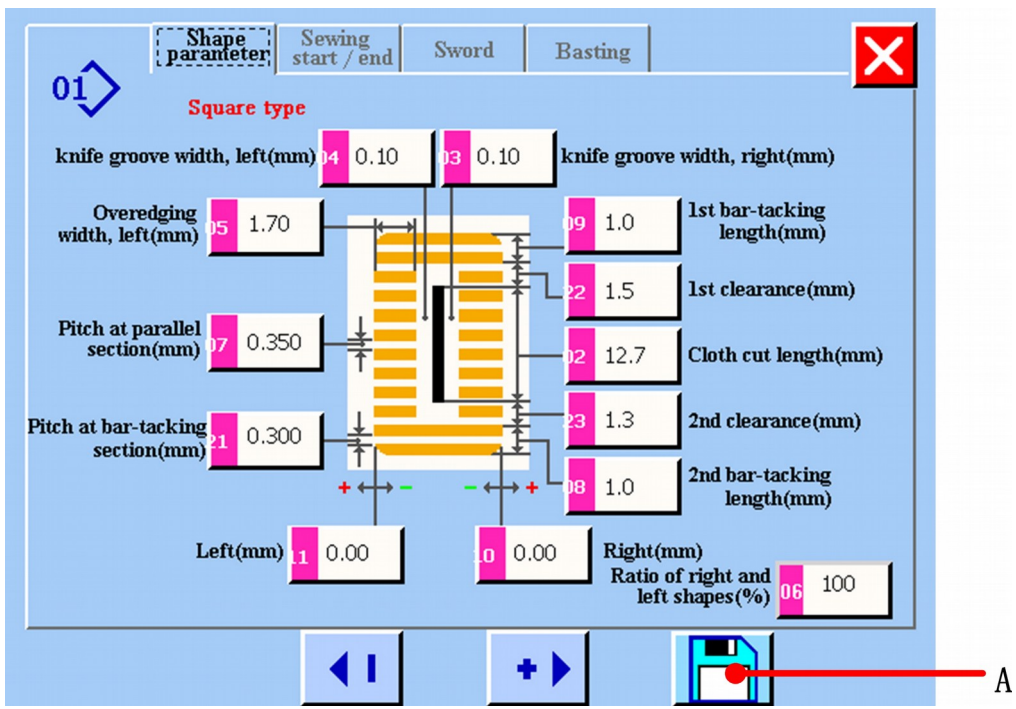 Shape
parameter
Sewing
start / end
Sword
Basting
01
Square type
knife groove width, left(mm)
04 0.10
03 0.10
knife groove width, right(mm)
Overedging
width, left(mm)
05 1.70
09 1.0
1st bar-tacking
length(mm)
22 1.5
1st clearance(mm)
Pitch at parallel
section(mm)
07 0.350
02 12.7
Cloth cut length(mm)
Pitch at bar-tacking
section(mm)
21 0.300
23 1.3
2nd clearance(mm)
08 1.0
2nd bar-tacking
length(mm)
+ - - +
Left(mm)
11 0.00
10 0.00
Right(mm)
Ratio of right and
left shapes(%)
06 100
A